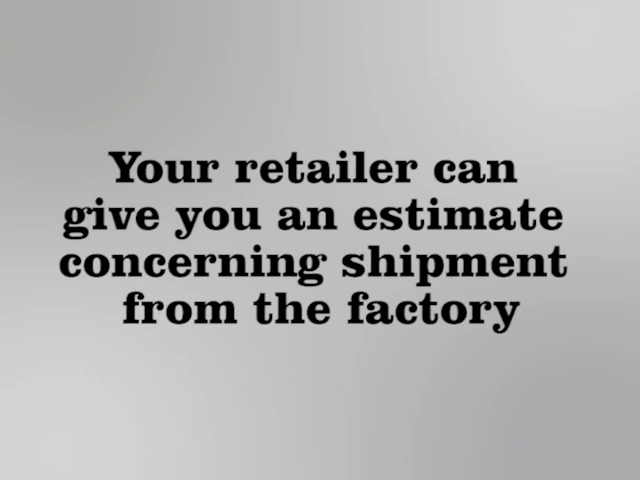 Your retailer can
give you an estimate
concerning shipment
from the factory